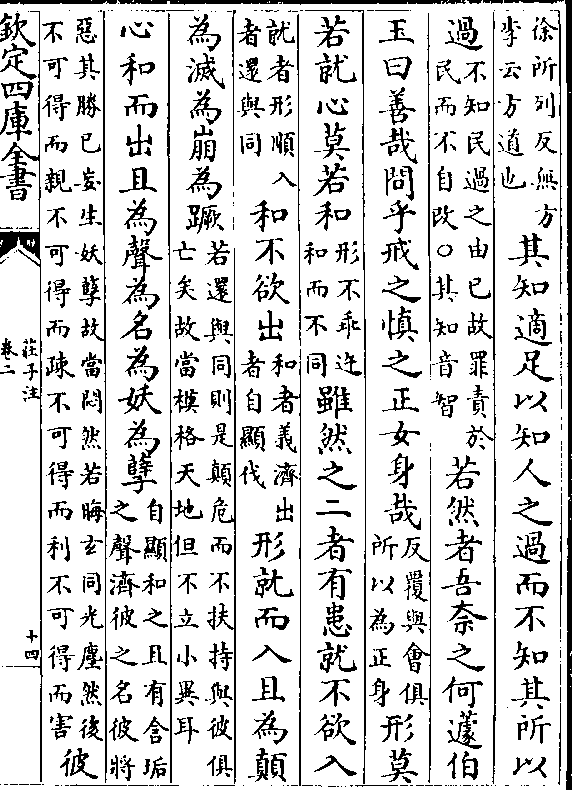 徐所列反無方
李云方道也
其知適足以知人之過而不知其所以
過
不知民過之由已故罪責於
民而不自改○其知音智
若然者吾奈之何蘧伯
玉曰善哉問乎戒之慎之正女身哉
反覆與會俱
所以為正身
形莫
若就心莫若和
形不乖迕
和而不同
雖然之二者有患就不欲入
就者形順入
者還與同
和不欲出
和者義濟出
者自顯伐
形就而入且為顛
為滅為崩為蹶
若還與同則是顛危而不扶持與彼俱
亡矣故當模格天地但不立小異耳
心和而出且為聲為名為妖為孽
自顯和之且有含垢
之聲濟彼之名彼將
惡其勝已妄生妖孽故當悶然若晦玄同光塵然後
不可得而親不可得而疎不可得而利不可得而害
彼
欽定四庫全書
莊子注
卷二
十四